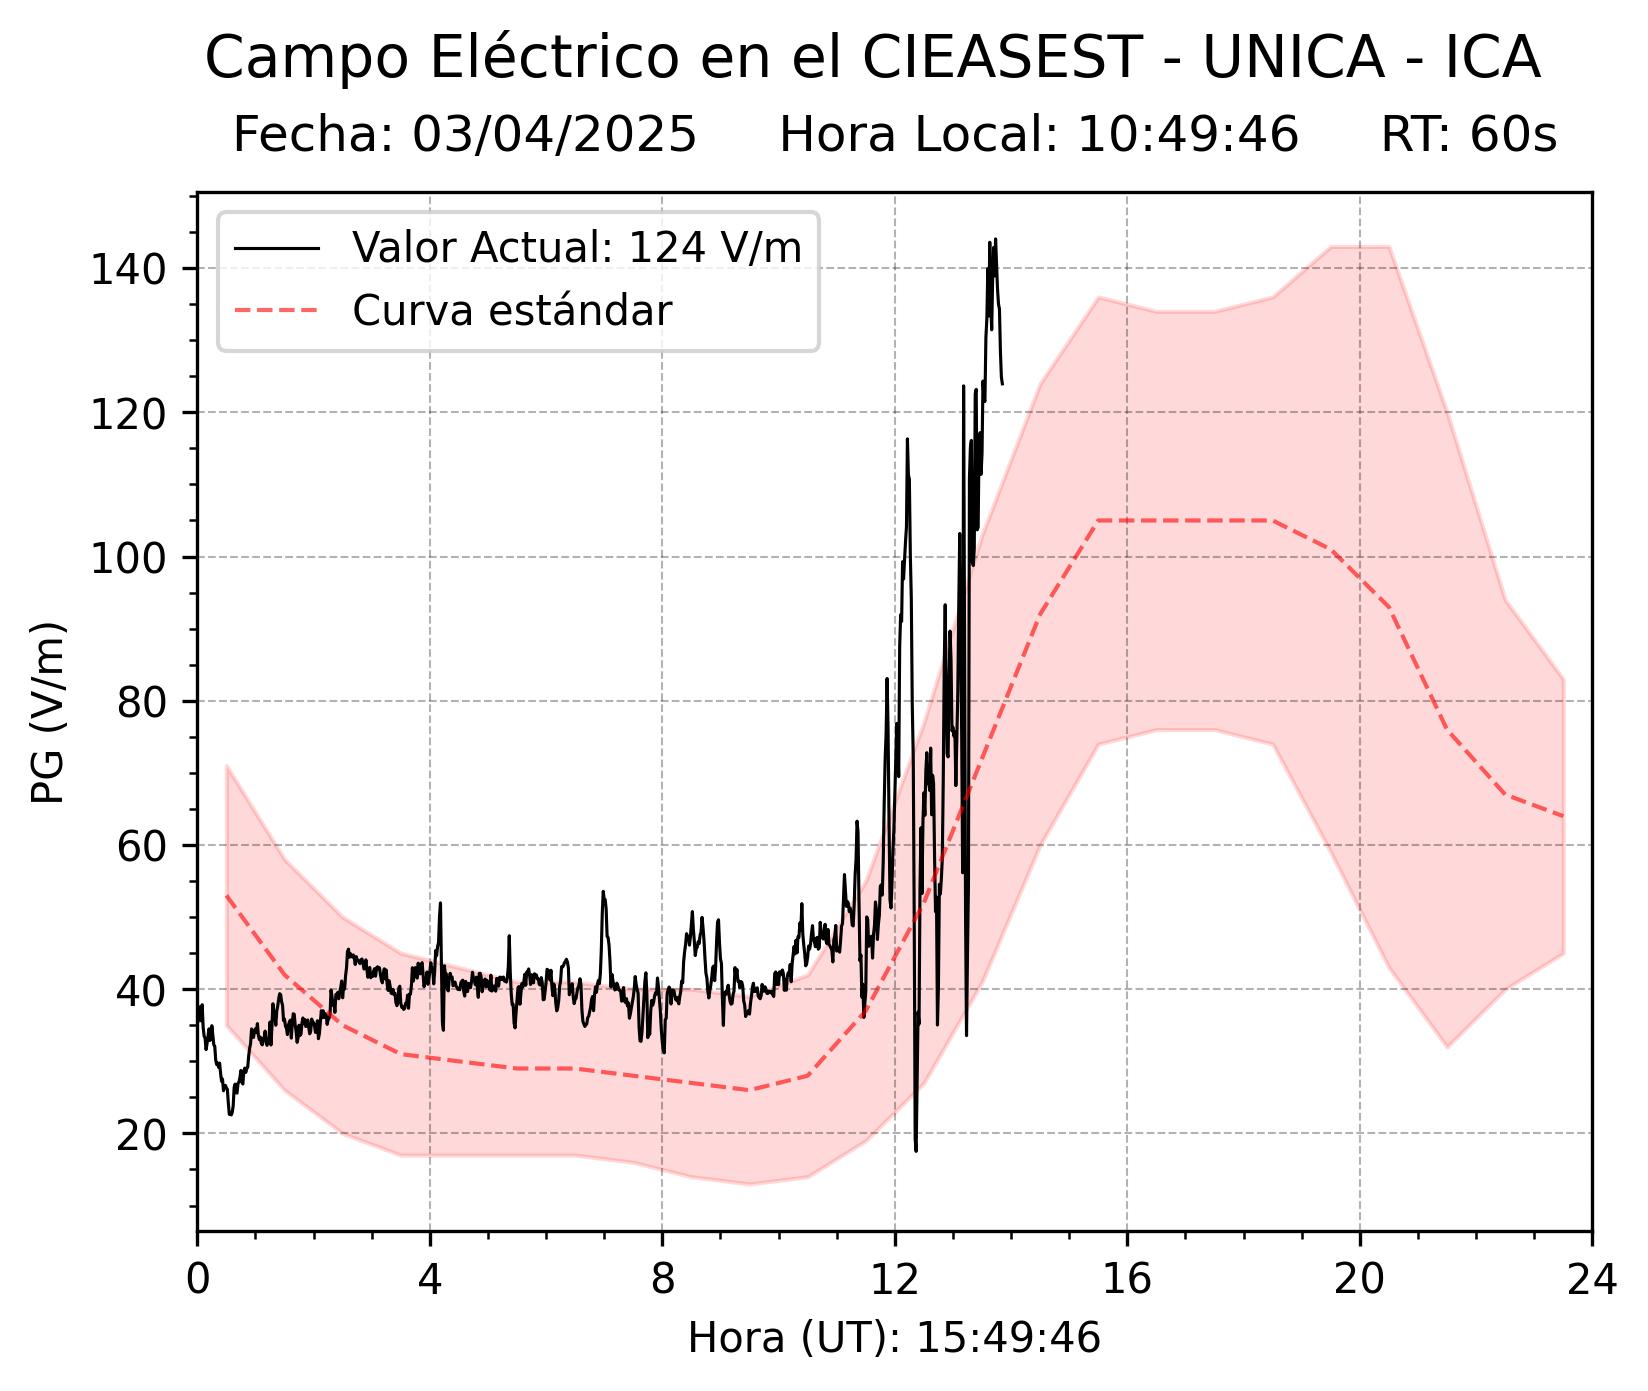 Campo Eléctrico en el CIEASEST - UNICA - ICA
Fecha: 03/04/2025 Hora Local: 10:49:46 RT: 60s
Valor Actual: 124 V/m
Curva estándar
PG (V/m)
140
120
100
80
60
40
20
0 4 8 12 16 20 24
Hora (UT): 15:49:46